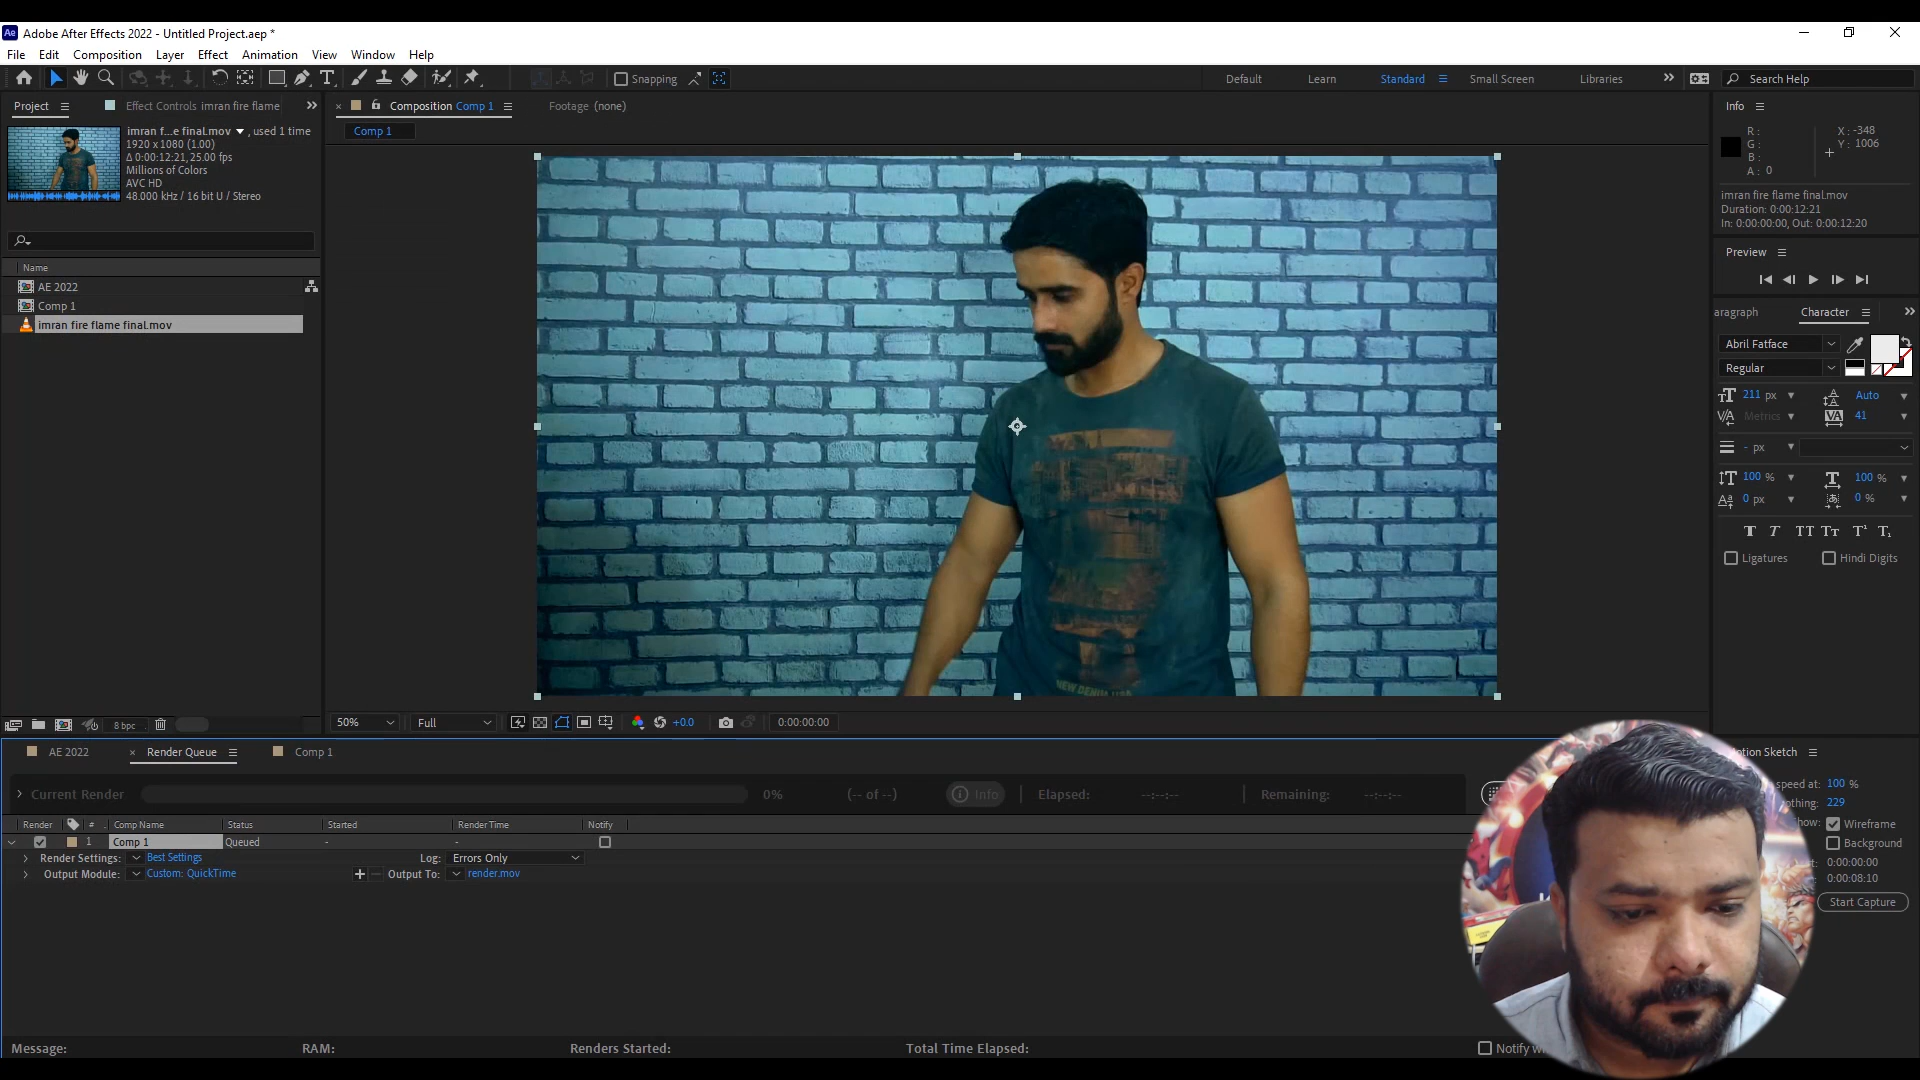 Adobe After Effects 2022 - Untitled Project.aep *
File Edit Composition Layer Effect Animation View Window Help
Snapping
Default Learn Standard Small Screen Libraries Search Help
Project Effect Controls imran fire flame
Composition Comp 1 Footage (none)
Info
Comp 1
imran f...e final.mov , used 1 time
1920 x 1080 (1.00)
Δ 0:00:12:21, 25.00 fps
Millions of Colors
AVC HD
48.000 kHz / 16 bit U / Stereo
R :
G :
B :
A : 0
X : -348
Y : 1006
imran fire flame final.mov
Duration: 0:00:12:21
In: 0:00:00:00, Out: 0:00:12:20
Preview
Name
AE 2022
Comp 1
imran fire flame final.mov
aragraph Character
Abril Fatface
Regular
211 px Auto
Metrics 41
- px
100 % 100 %
0 px 0 %
Ligatures Hindi Digits
NEW DENIM
8 bpc
50% Full +0.0 0:00:00:00
AE 2022 Render Queue Comp 1
Current Render 0% (-- of --) Info Elapsed: --:--:-- Remaining: --:--:--
Render # Comp Name Status Started Render Time Notify
1 Comp 1 Queued - -
Render Settings: Best Settings Log: Errors Only
Output Module: Custom: QuickTime Output To: render.mov
otion Sketch
speed at: 100 %
othing: 229
how: Wireframe
Background
0:00:00:00
0:00:08:10
Start Capture
Message: RAM: Renders Started: Total Time Elapsed: Notify